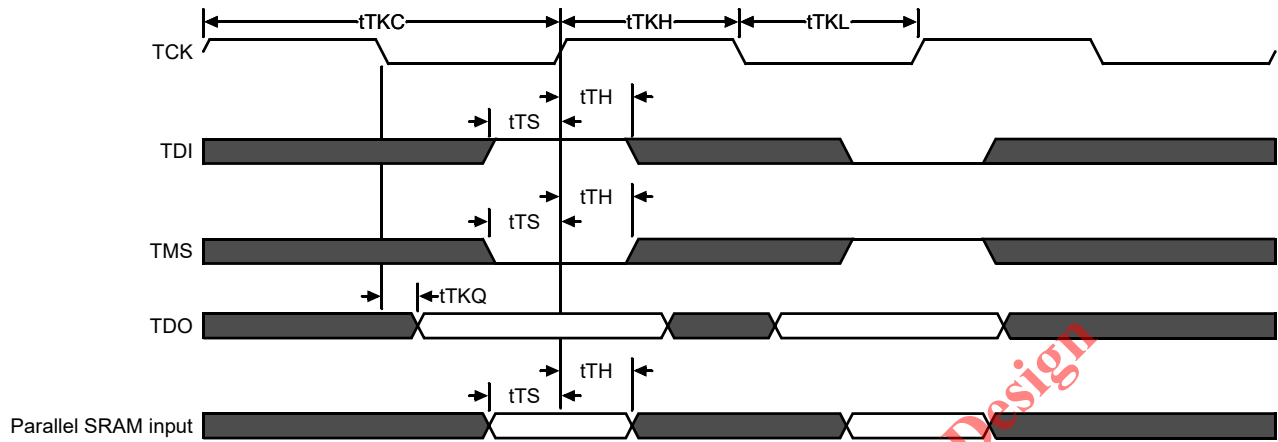 tTKC
tTKH
tTKL
TCK
tTH
tTS
TDI
tTH
tTS
TMS
tTKQ
TDO
tTH
tTS
Parallel SRAM input
Design